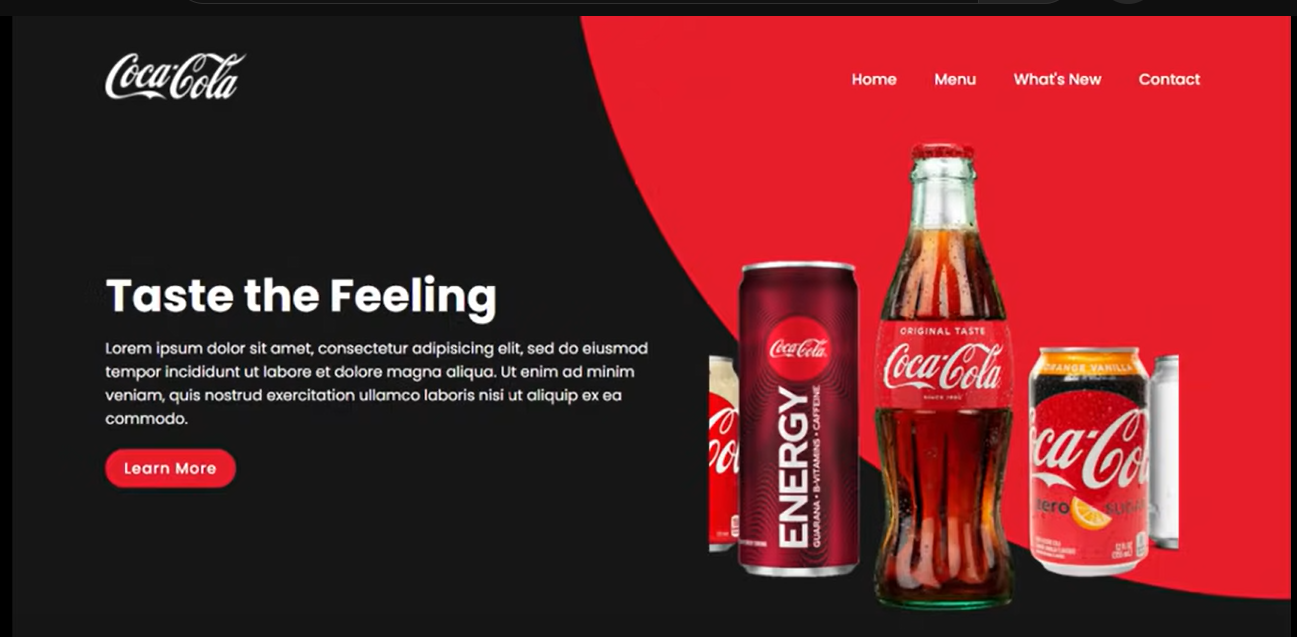 Coca-Cola
Home Menu What's New Contact
Taste the Feeling
Lorem ipsum dolor sit amet, consectetur adipisicing elit, sed do eiusmod
tempor incididunt ut labore et dolore magna aliqua. Ut enim ad minim
veniam, quis nostrud exercitation ullamco laboris nisi ut aliquip ex ea
commodo.
Learn More
Coca-Cola
ENERGY
GUARANA • B-VITAMINS • CAFFEINE
ORIGINAL TASTE
Coca-Cola
ORANGE VANILLA
oca-Col
zero